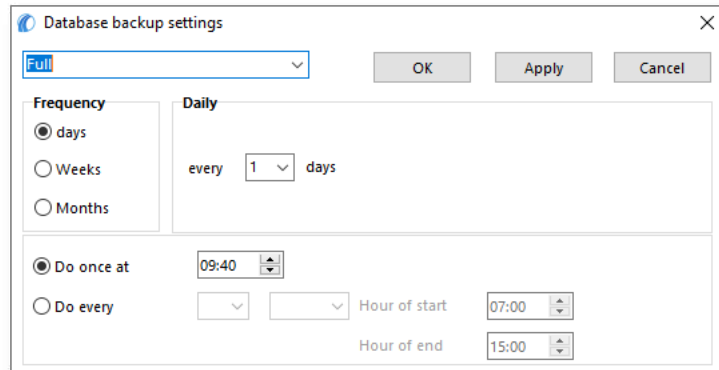 Database backup settings
Full OK Apply Cancel
Frequency Daily
days
Weeks every 1 days
Months
Do once at 09:40
Do every Hour of start 07:00
Hour of end 15:00